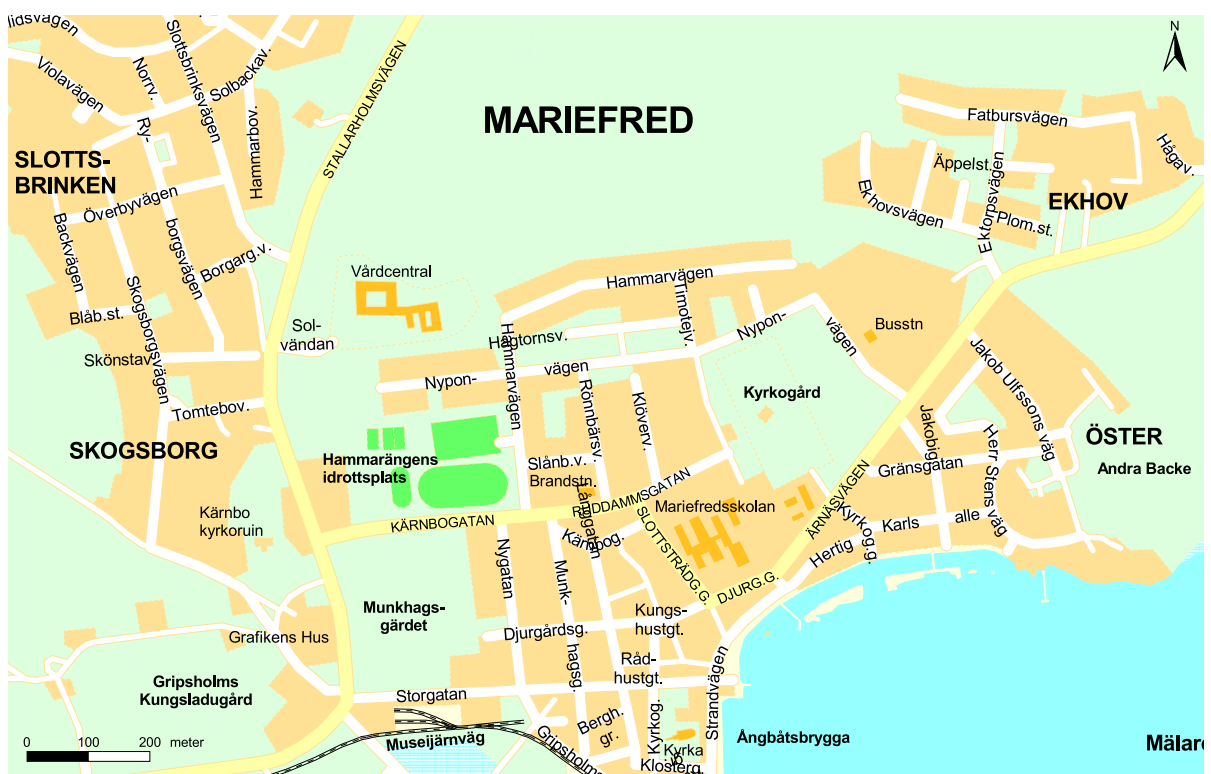 lidsvägen
Violavägen
Norrv.
Slottsbrinksvägen
Solbackav.
Hammarbov.
Ry-
borgsvägen
STALLARHOLMSVÄGEN
MARIEFRED
N
Fatbursvägen
Hågav.
Äppelst.
Ekhovsvägen
Ektorpsvägen
Plom.st.
EKHOV
SLOTTS-
BRINKEN
Överbyvägen
Backvägen
Borgarg.v.
Skogsborgsvägen
Blåb.st.
Skönstav.
Tomtebov.
Vårdcentral
Sol-
vändan
Hammarvägen
Timotejv.
Hagtornsv.
Hammarvägen
Nypon-
vägen
Nypon-
vägen
Busstn
Rönnbärsv.
Klöverv.
Kyrkogård
Jakob Ulfssons väg
Jakobig.
Herr Stens väg
ÖSTER
Andra Backe
Gränsgatan
SKOGSBORG
Hammarängens
idrottsplats
Slånb.v.
Brandstn.
Långgatan
RUDDAMMSGATAN
Mariefredsskolan
ÄRNÄSVÄGEN
Kärnbo
kyrkoruin
KÄRNBOGATAN
Kärnbog.
SLOTTSTRÄDG.G.
Kyrkog.g.
Hertig
Karls
alle
DJURG.G.
Nygatan
Munk-
hagsg.
Munkhags-
gärdet
Kungs-
hustgt.
Djurgårdsg.
Grafikens Hus
Råd-
hustgt.
Gripsholms
Kungsladugård
Storgatan
Strandvägen
Bergh.
gr.
Kyrkog.
Kyrka
Klosterg.
Gripsholms
Museijärnväg
Ångbåtsbrygga
Mälare
0 100 200 meter